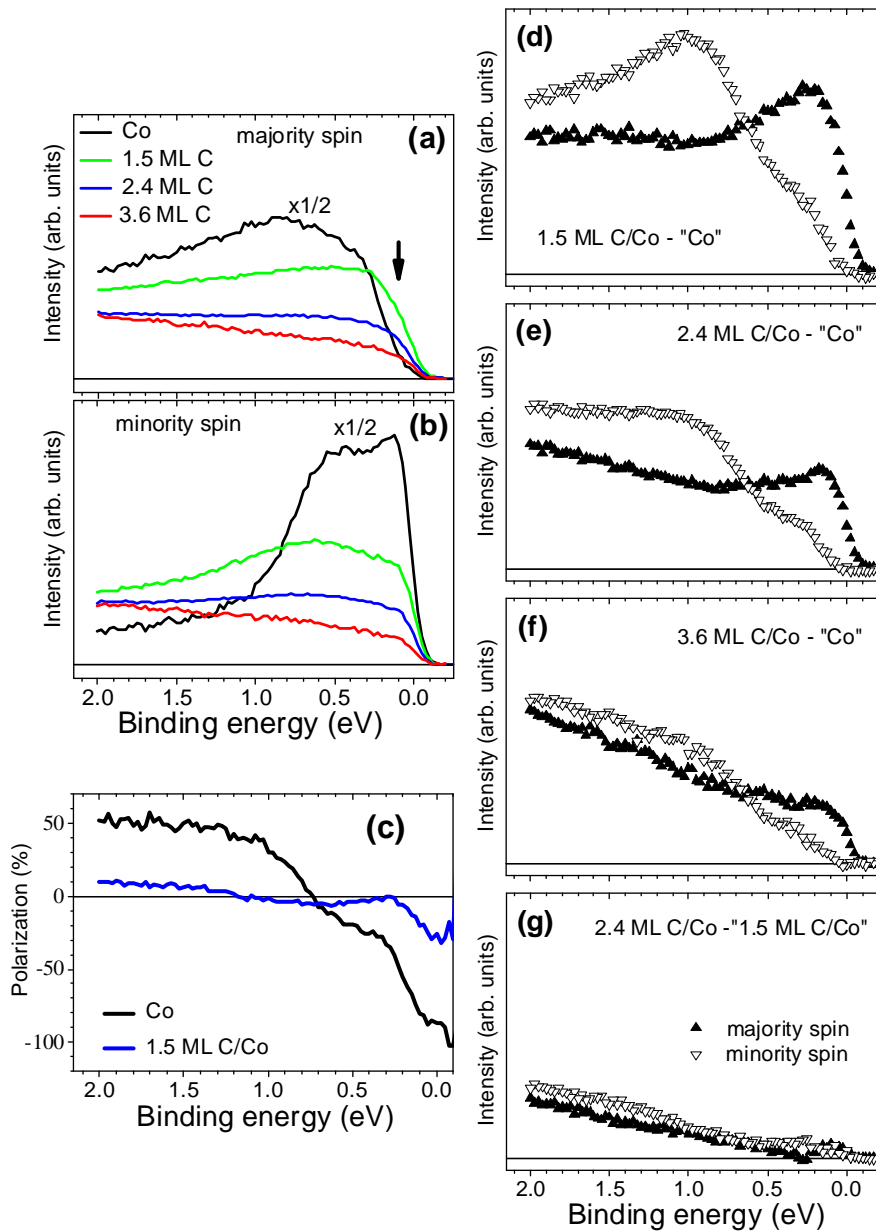 (a)
majority spin
Co
1.5 ML C
2.4 ML C
3.6 ML C
x1/2
Intensity (arb. units)
(b)
minority spin
x1/2
Intensity (arb. units)
2.0 1.5 1.0 0.5 0.0
Binding energy (eV)
(c)
50
0
-50
-100
Polarization (%)
Co
1.5 ML C/Co
2.0 1.5 1.0 0.5 0.0
Binding energy (eV)
(d)
1.5 ML C/Co - "Co"
Intensity (arb. units)
(e)
2.4 ML C/Co - "Co"
Intensity (arb. units)
(f)
3.6 ML C/Co - "Co"
Intensity (arb. units)
(g)
2.4 ML C/Co -"1.5 ML C/Co"
majority spin
minority spin
Intensity (arb. units)
2.0 1.5 1.0 0.5 0.0
Binding energy (eV)